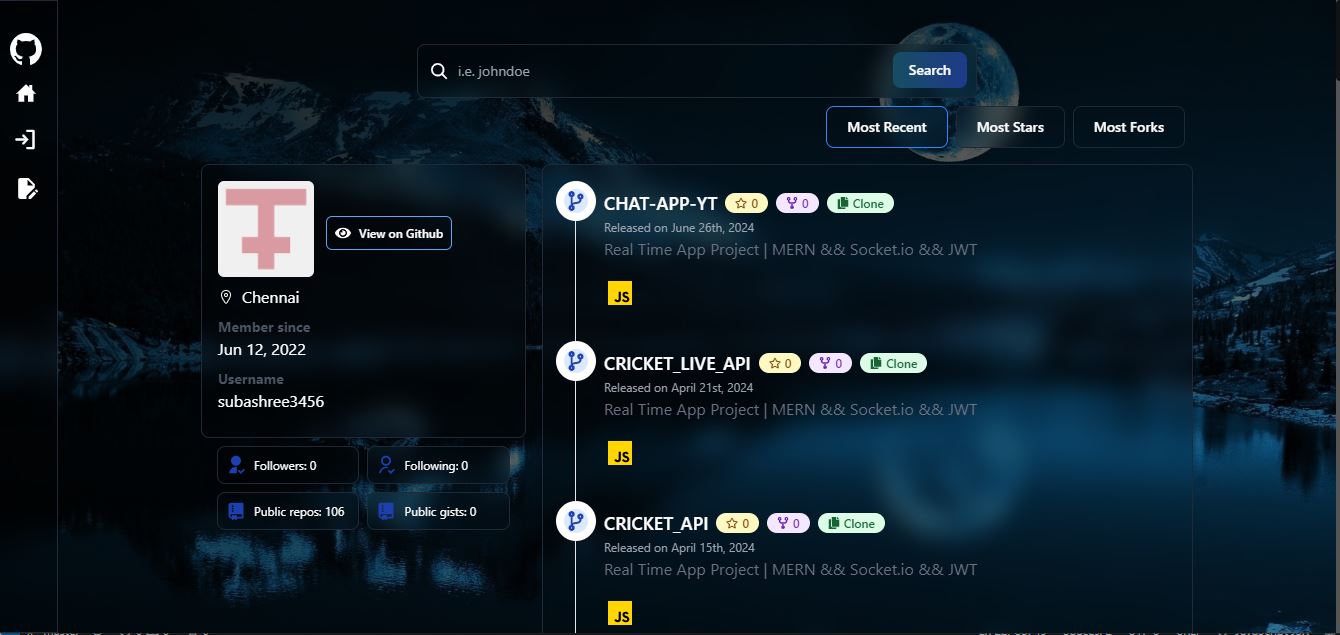 i.e. johndoe
Search
Most Recent
Most Stars
Most Forks
View on Github
Chennai
Member since
Jun 12, 2022
Username
subashree3456
Followers: 0
Following: 0
Public repos: 106
Public gists: 0
CHAT-APP-YT 0 0 Clone
Released on June 26th, 2024
Real Time App Project | MERN && Socket.io && JWT
JS
CRICKET_LIVE_API 0 0 Clone
Released on April 21st, 2024
Real Time App Project | MERN && Socket.io && JWT
JS
CRICKET_API 0 0 Clone
Released on April 15th, 2024
Real Time App Project | MERN && Socket.io && JWT
JS